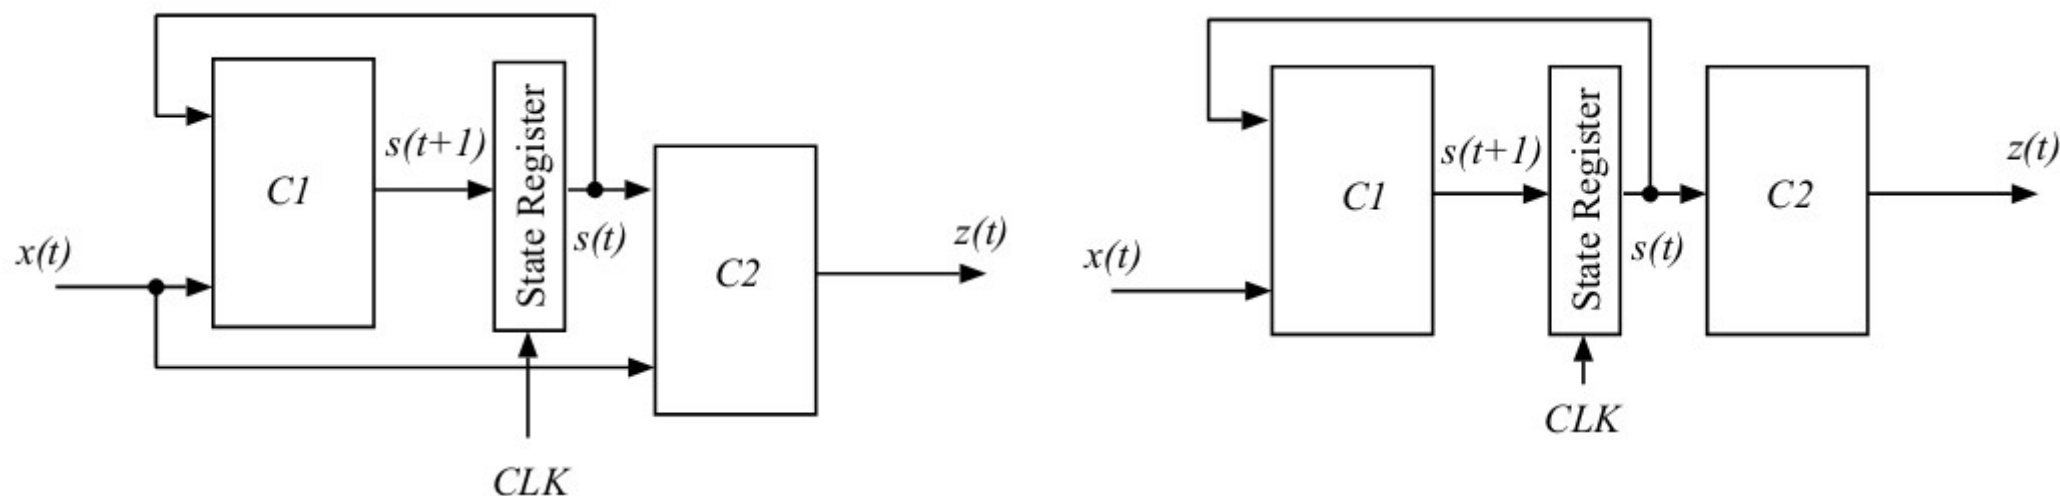 x(t)
C1
s(t+1)
State Register
s(t)
C2
z(t)
CLK
x(t)
C1
s(t+1)
State Register
s(t)
C2
z(t)
CLK